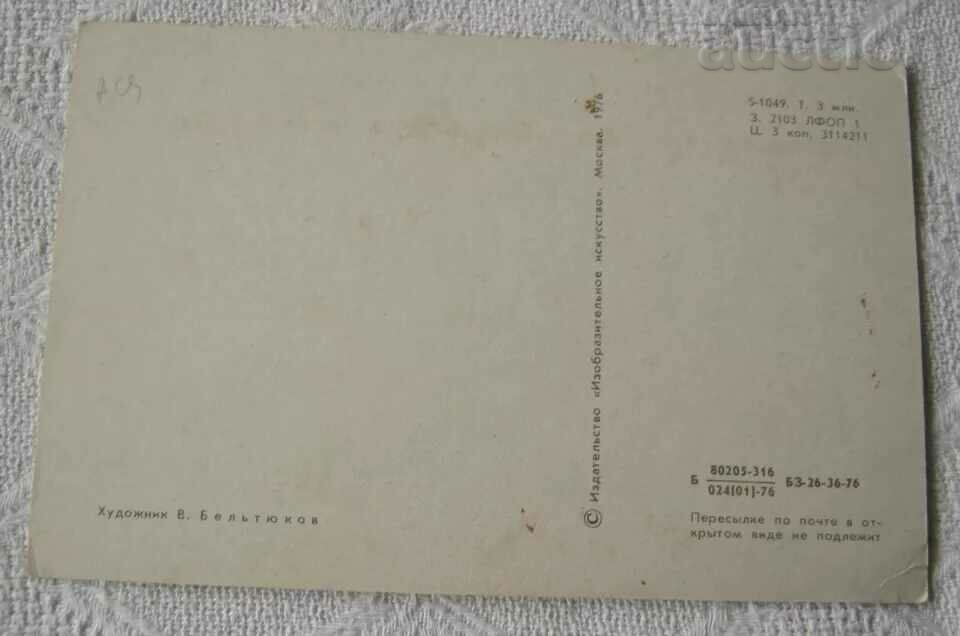 auctio
5-1049. Т. 3 млн.
З. 2103 ЛФОП 1
Ц. 3 коп. 3114211
© Издательство «Изобразительное искусство». Москва. 1976
Художник В. Бельтюков
Б 80205-316
024(01)-76 БЗ-26-36-76
Пересылке по почте в от-
крытом виде не подлежит